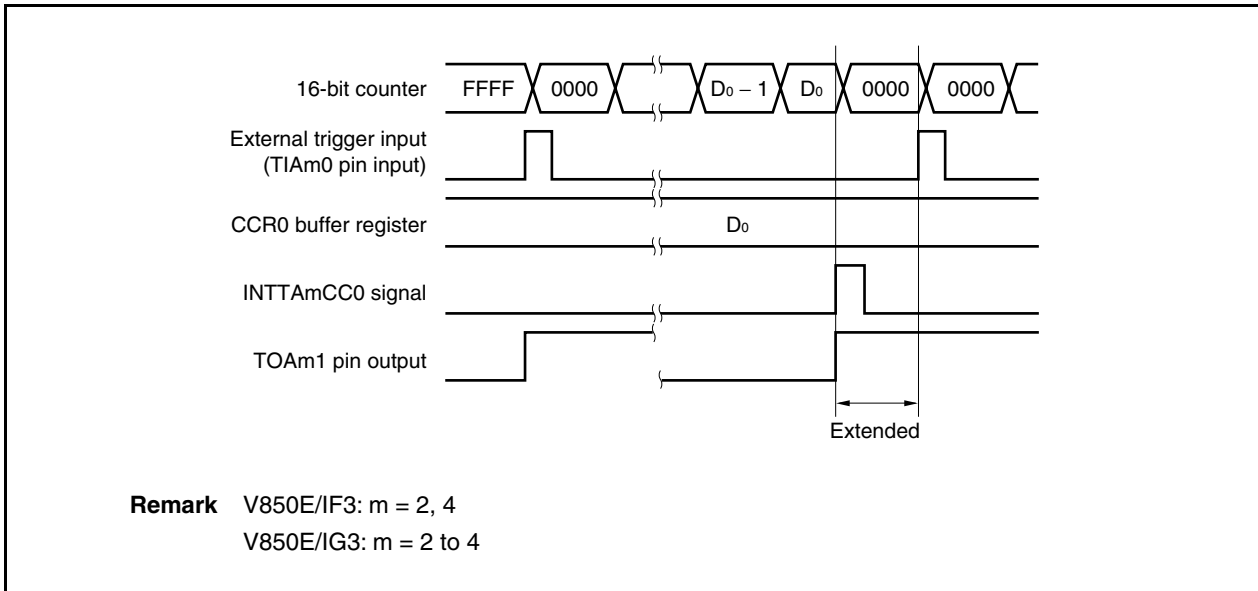 16-bit counter FFFF 0000 D0 − 1 D0 0000 0000
External trigger input
(TIAm0 pin input)
CCR0 buffer register D0
INTTAmCC0 signal
TOAm1 pin output
Extended
Remark V850E/IF3: m = 2, 4
V850E/IG3: m = 2 to 4